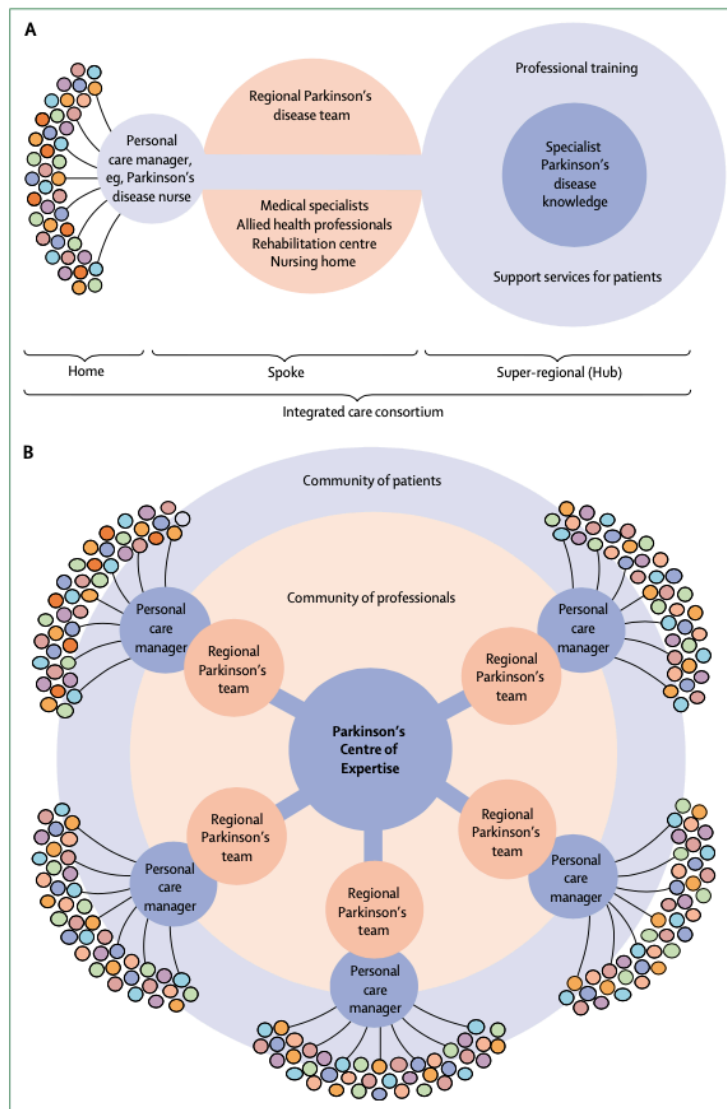 A
Personal
care manager,
eg, Parkinson's
disease nurse
Regional Parkinson's
disease team
Medical specialists
Allied health professionals
Rehabilitation centre
Nursing home
Professional training
Specialist
Parkinson's
disease
knowledge
Support services for patients
Home
Spoke
Super-regional (Hub)
Integrated care consortium
B
Community of patients
Community of professionals
Personal
care
manager
Regional
Parkinson's
team
Regional
Parkinson's
team
Personal
care
manager
Parkinson's
Centre of
Expertise
Personal
care
manager
Regional
Parkinson's
team
Regional
Parkinson's
team
Personal
care
manager
Regional
Parkinson's
team
Personal
care
manager